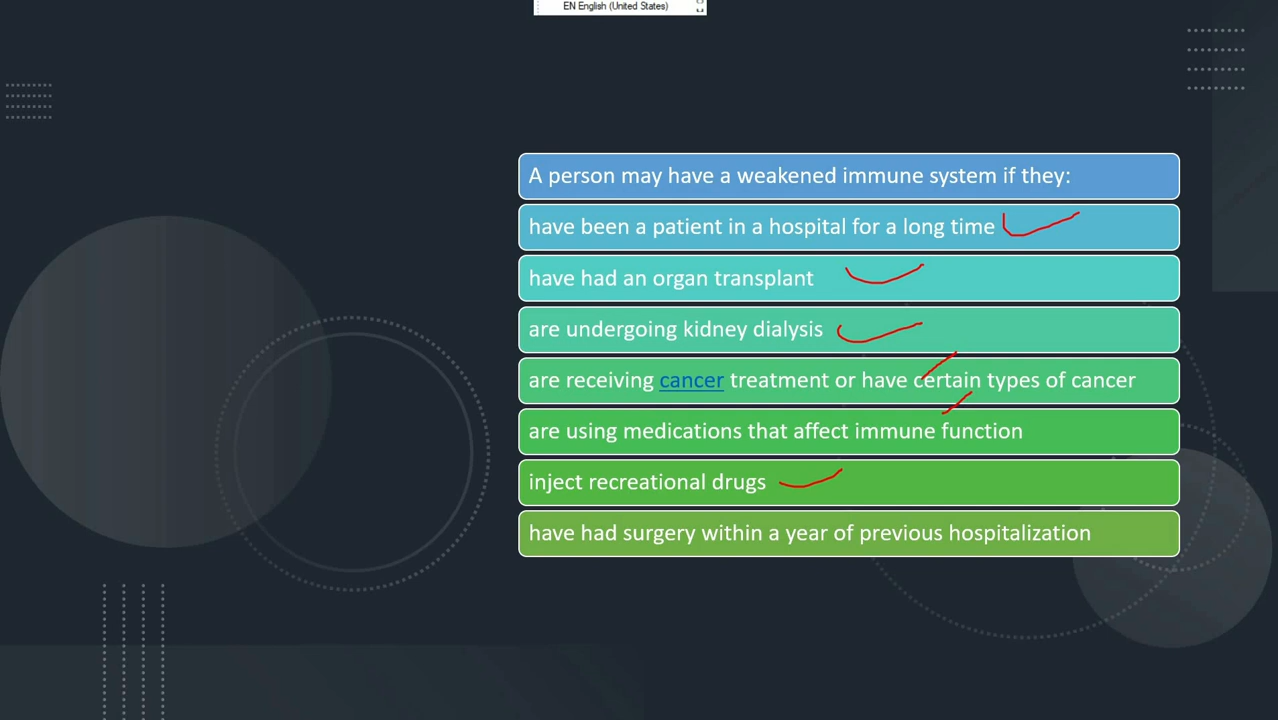 EN English (United States)
A person may have a weakened immune system if they:
have been a patient in a hospital for a long time
have had an organ transplant
are undergoing kidney dialysis
are receiving cancer treatment or have certain types of cancer
are using medications that affect immune function
inject recreational drugs
have had surgery within a year of previous hospitalization